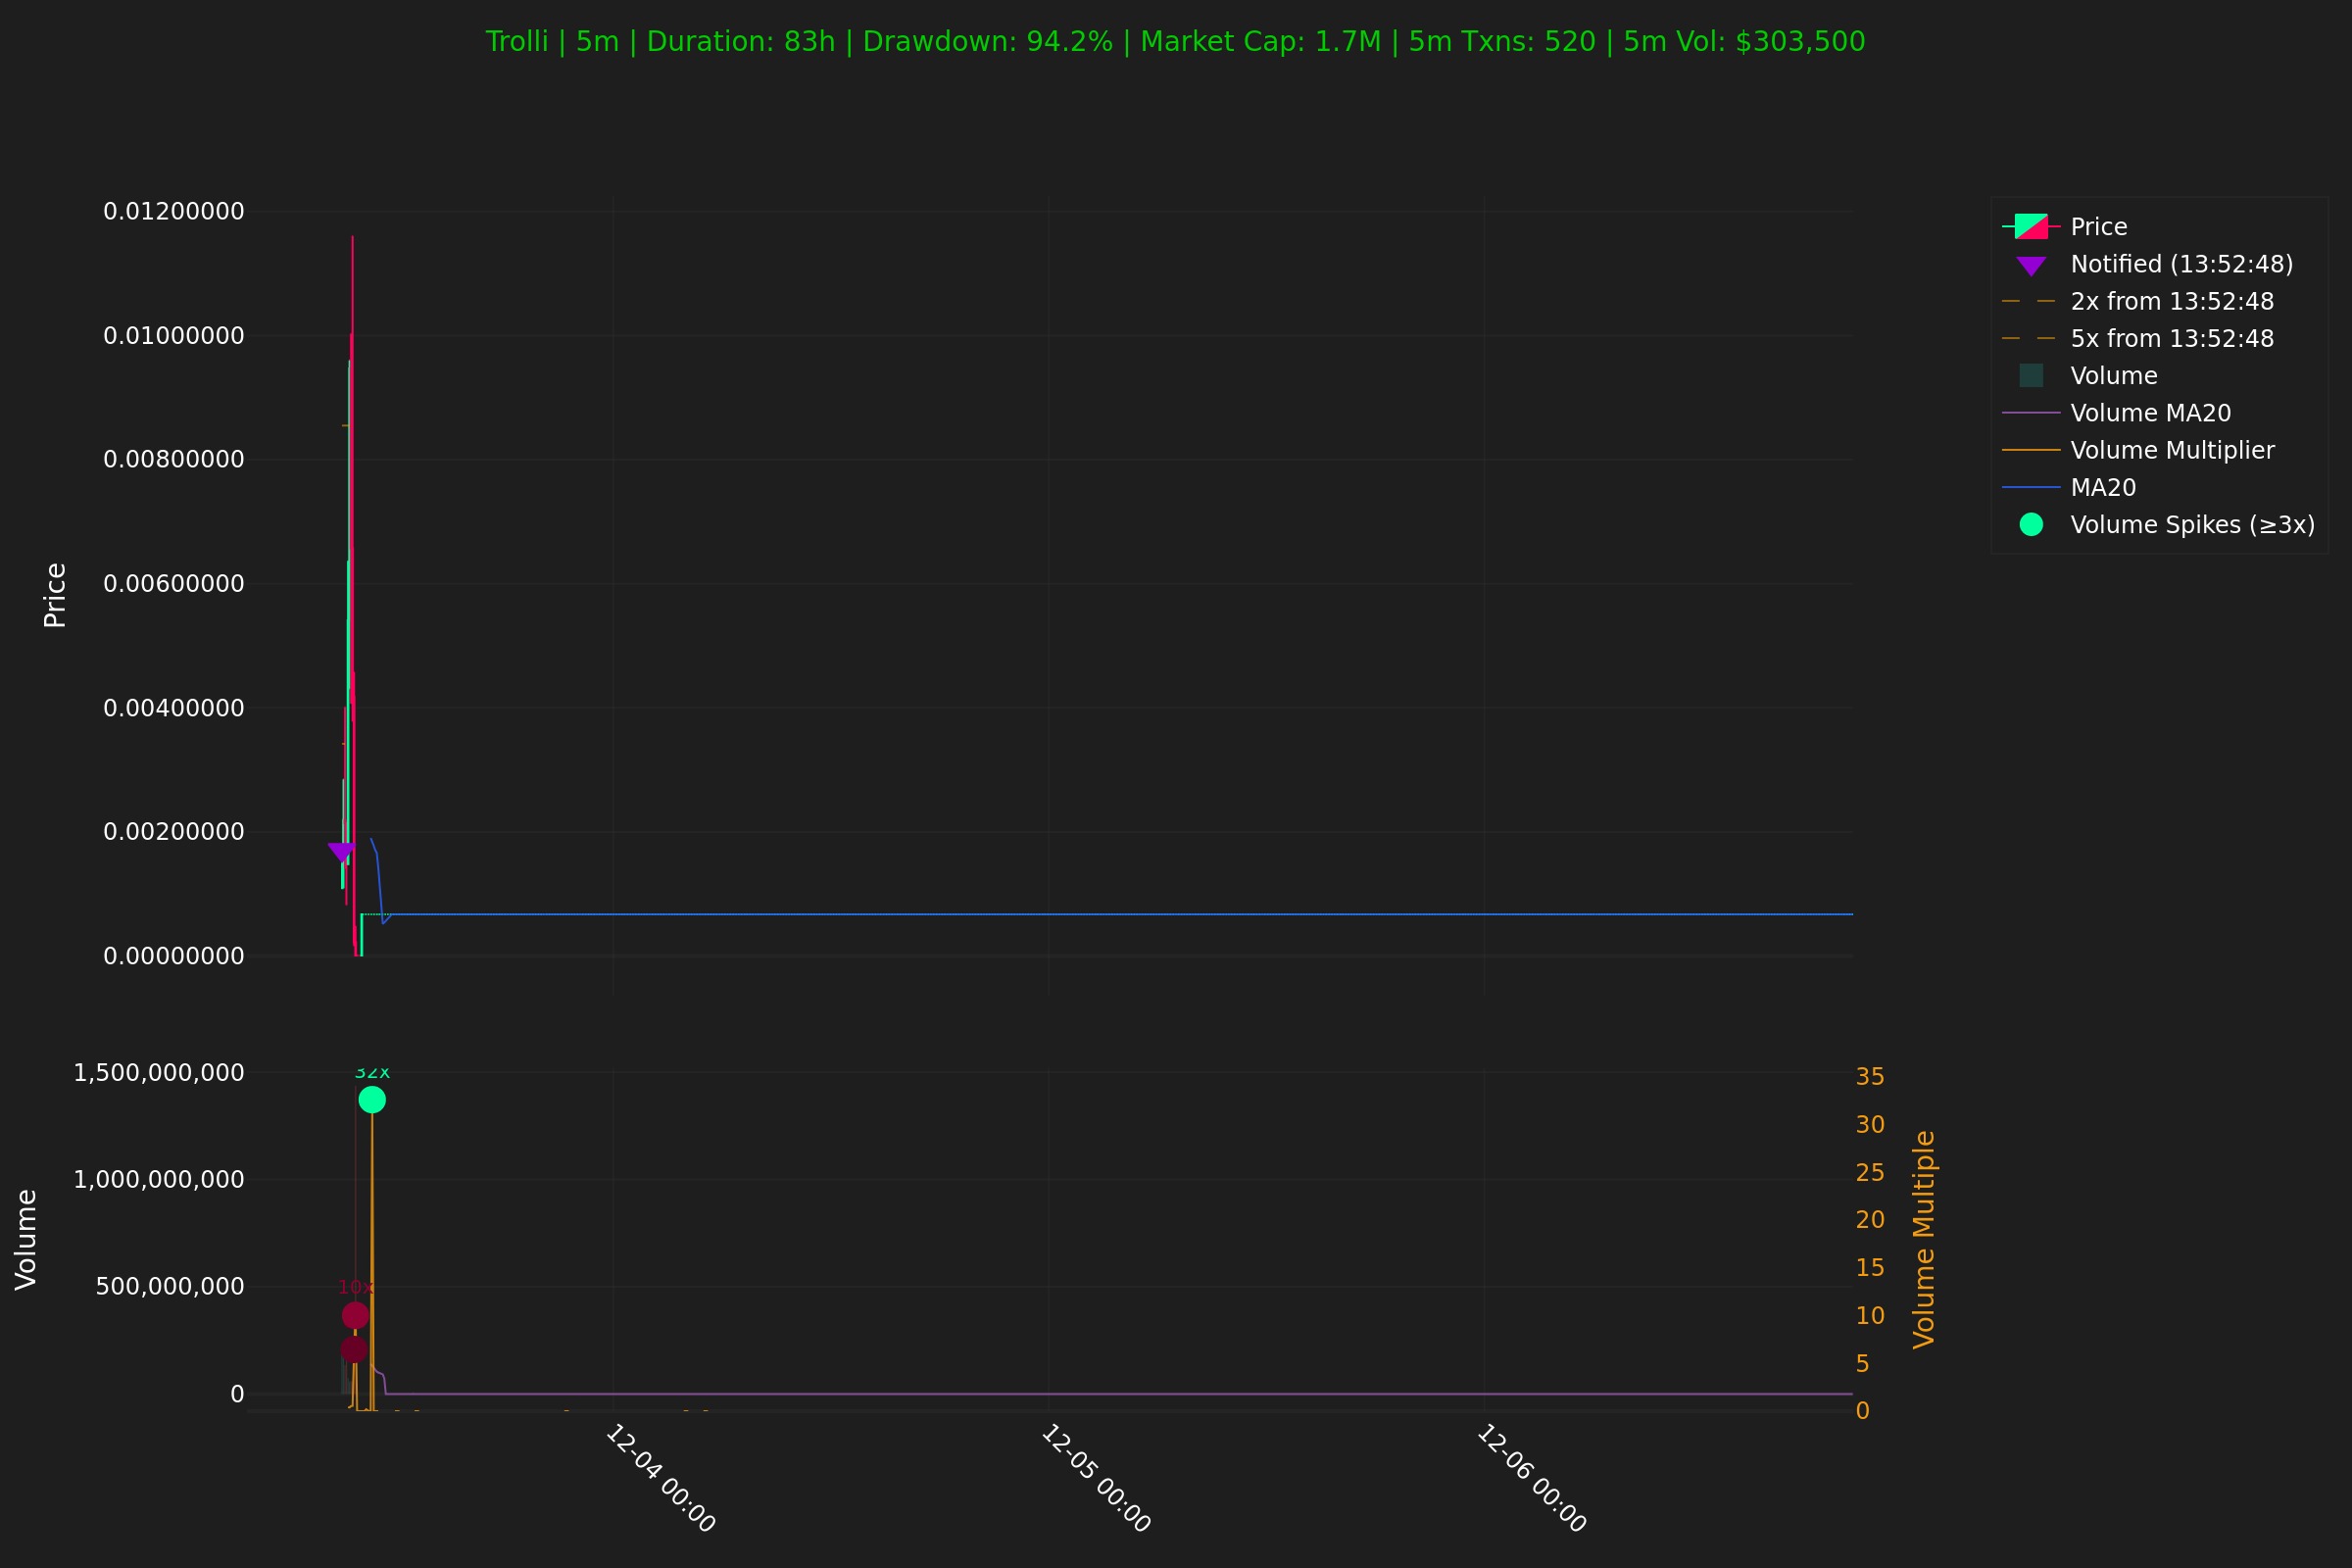 Trolli | 5m | Duration: 83h | Drawdown: 94.2% | Market Cap: 1.7M | 5m Txns: 520 | 5m Vol: $303,500
Price
0.01200000
0.01000000
0.00800000
0.00600000
0.00400000
0.00200000
0.00000000
Price
Notified (13:52:48)
2x from 13:52:48
5x from 13:52:48
Volume
Volume MA20
Volume Multiplier
MA20
Volume Spikes (≥3x)
Volume
1,500,000,000
1,000,000,000
500,000,000
0
32x
10x
35
30
25
20
15
10
5
0
Volume Multiple
12-04 00:00
12-05 00:00
12-06 00:00